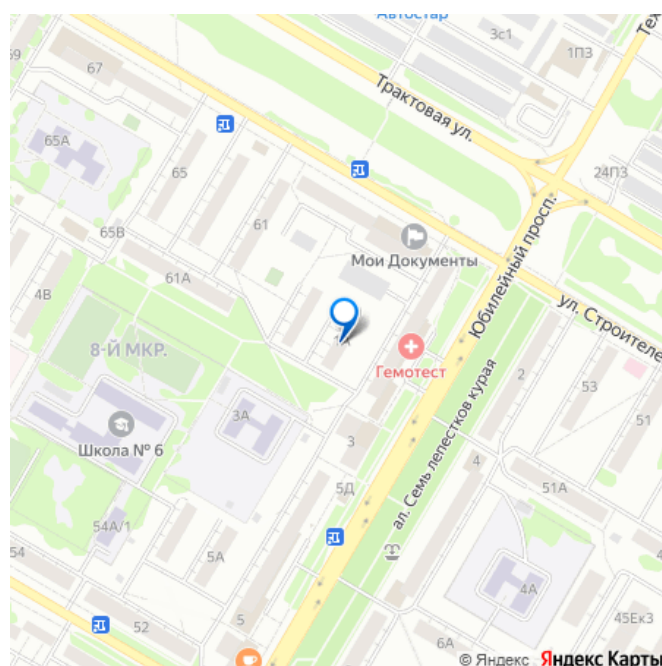 Автостар
3с1
1П3
69
67
Трактовая ул.
65А
65
24П3
61
65В
Мои Документы
Юбилейный просп.
61А
4В
ул. Строителе
8-Й МКР.
Гемотест
2
53
3А
Школа № 6
3
51
ал. Семь лепестков курая
4
5Д
51А
54А/1
54
5А
4А
5
52
45Ек3
6А
© Яндекс Яндекс Карты